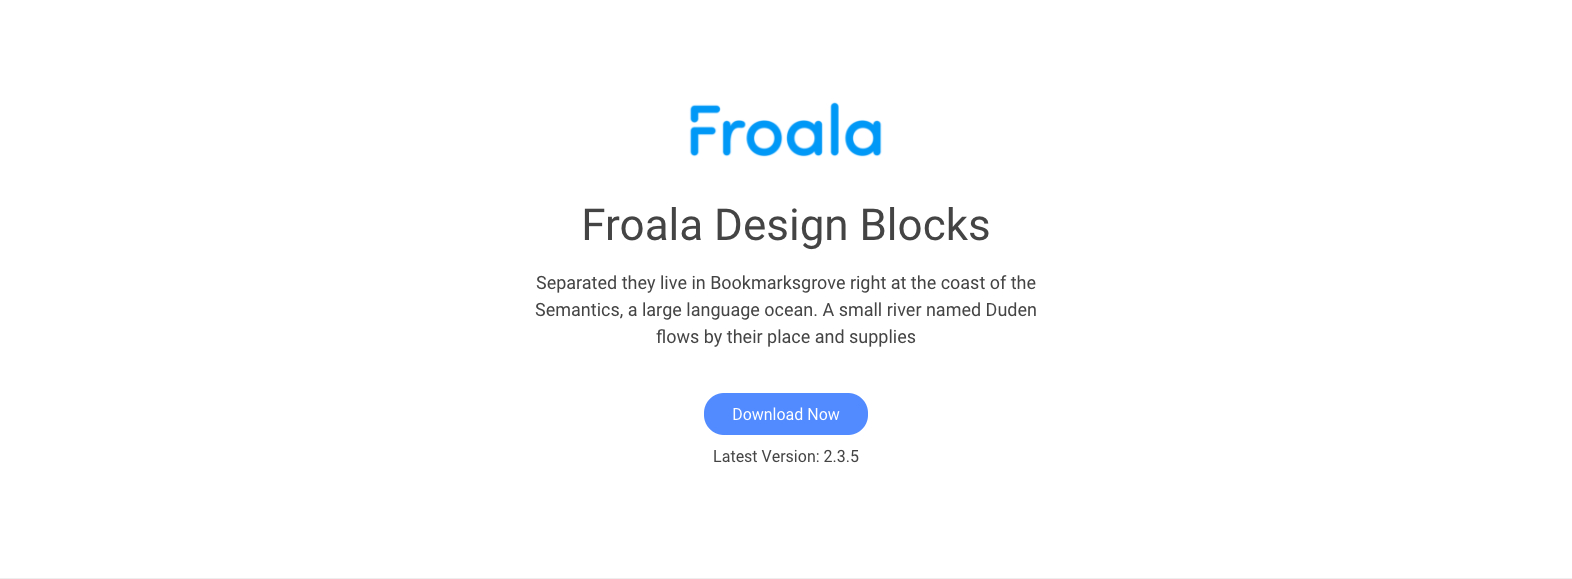 Froala
Froala Design Blocks
Separated they live in Bookmarksgrove right at the coast of the
Semantics, a large language ocean. A small river named Duden
flows by their place and supplies
Download Now
Latest Version: 2.3.5